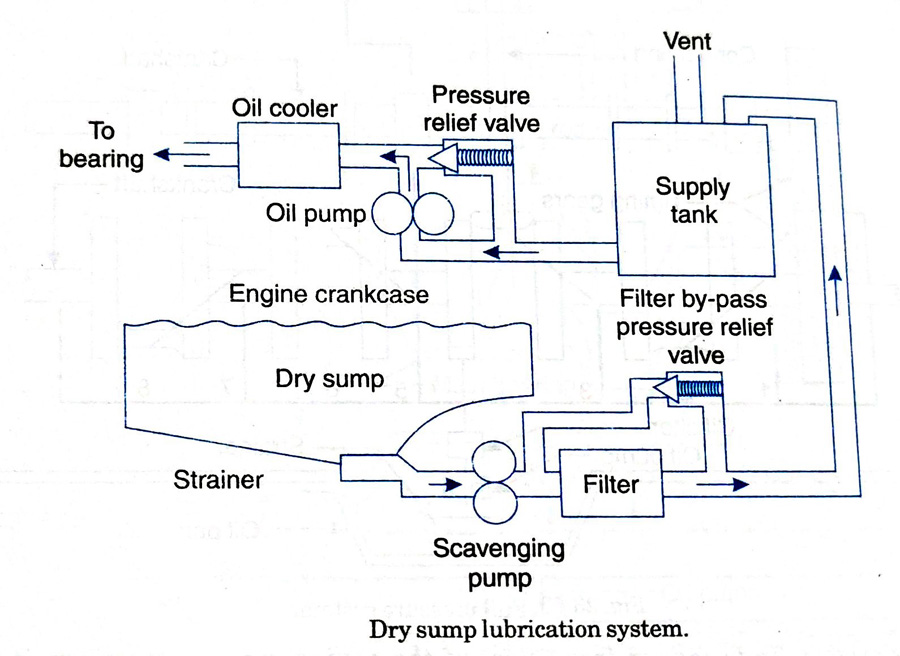 Vent
Pressure
relief valve
Oil cooler
To
bearing
Supply
tank
Oil pump
Engine crankcase
Filter by-pass
pressure relief
valve
Dry sump
Strainer
Filter
Scavenging
pump
Dry sump lubrication system.